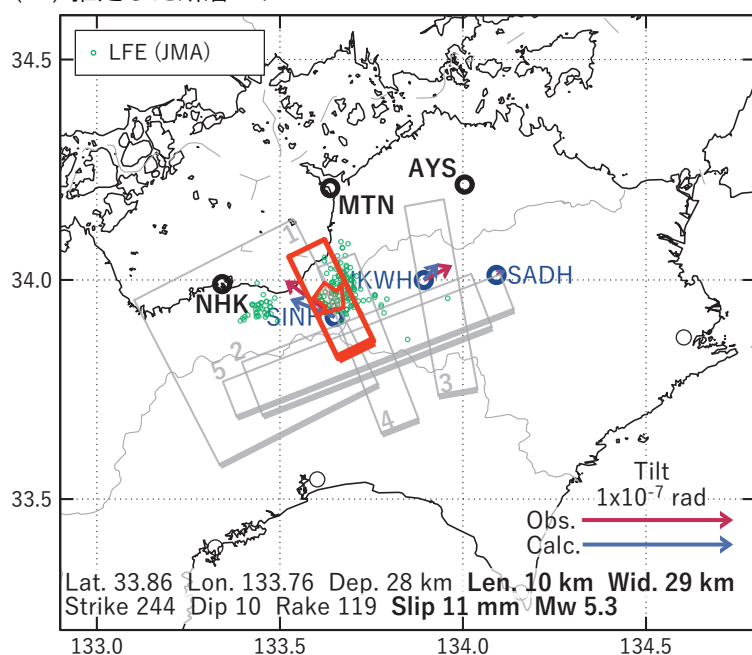 34.5
LFE (JMA)
AYS
MTN
1
34.0
KWH
SADH
NHK
SIN
2
5
3
4
33.5
Tilt
1x10⁻⁷ rad
Obs.
Calc.
Lat. 33.86 Lon. 133.76 Dep. 28 km Len. 10 km Wid. 29 km
Strike 244 Dip 10 Rake 119 Slip 11 mm Mw 5.3
133.0 133.5 134.0 134.5